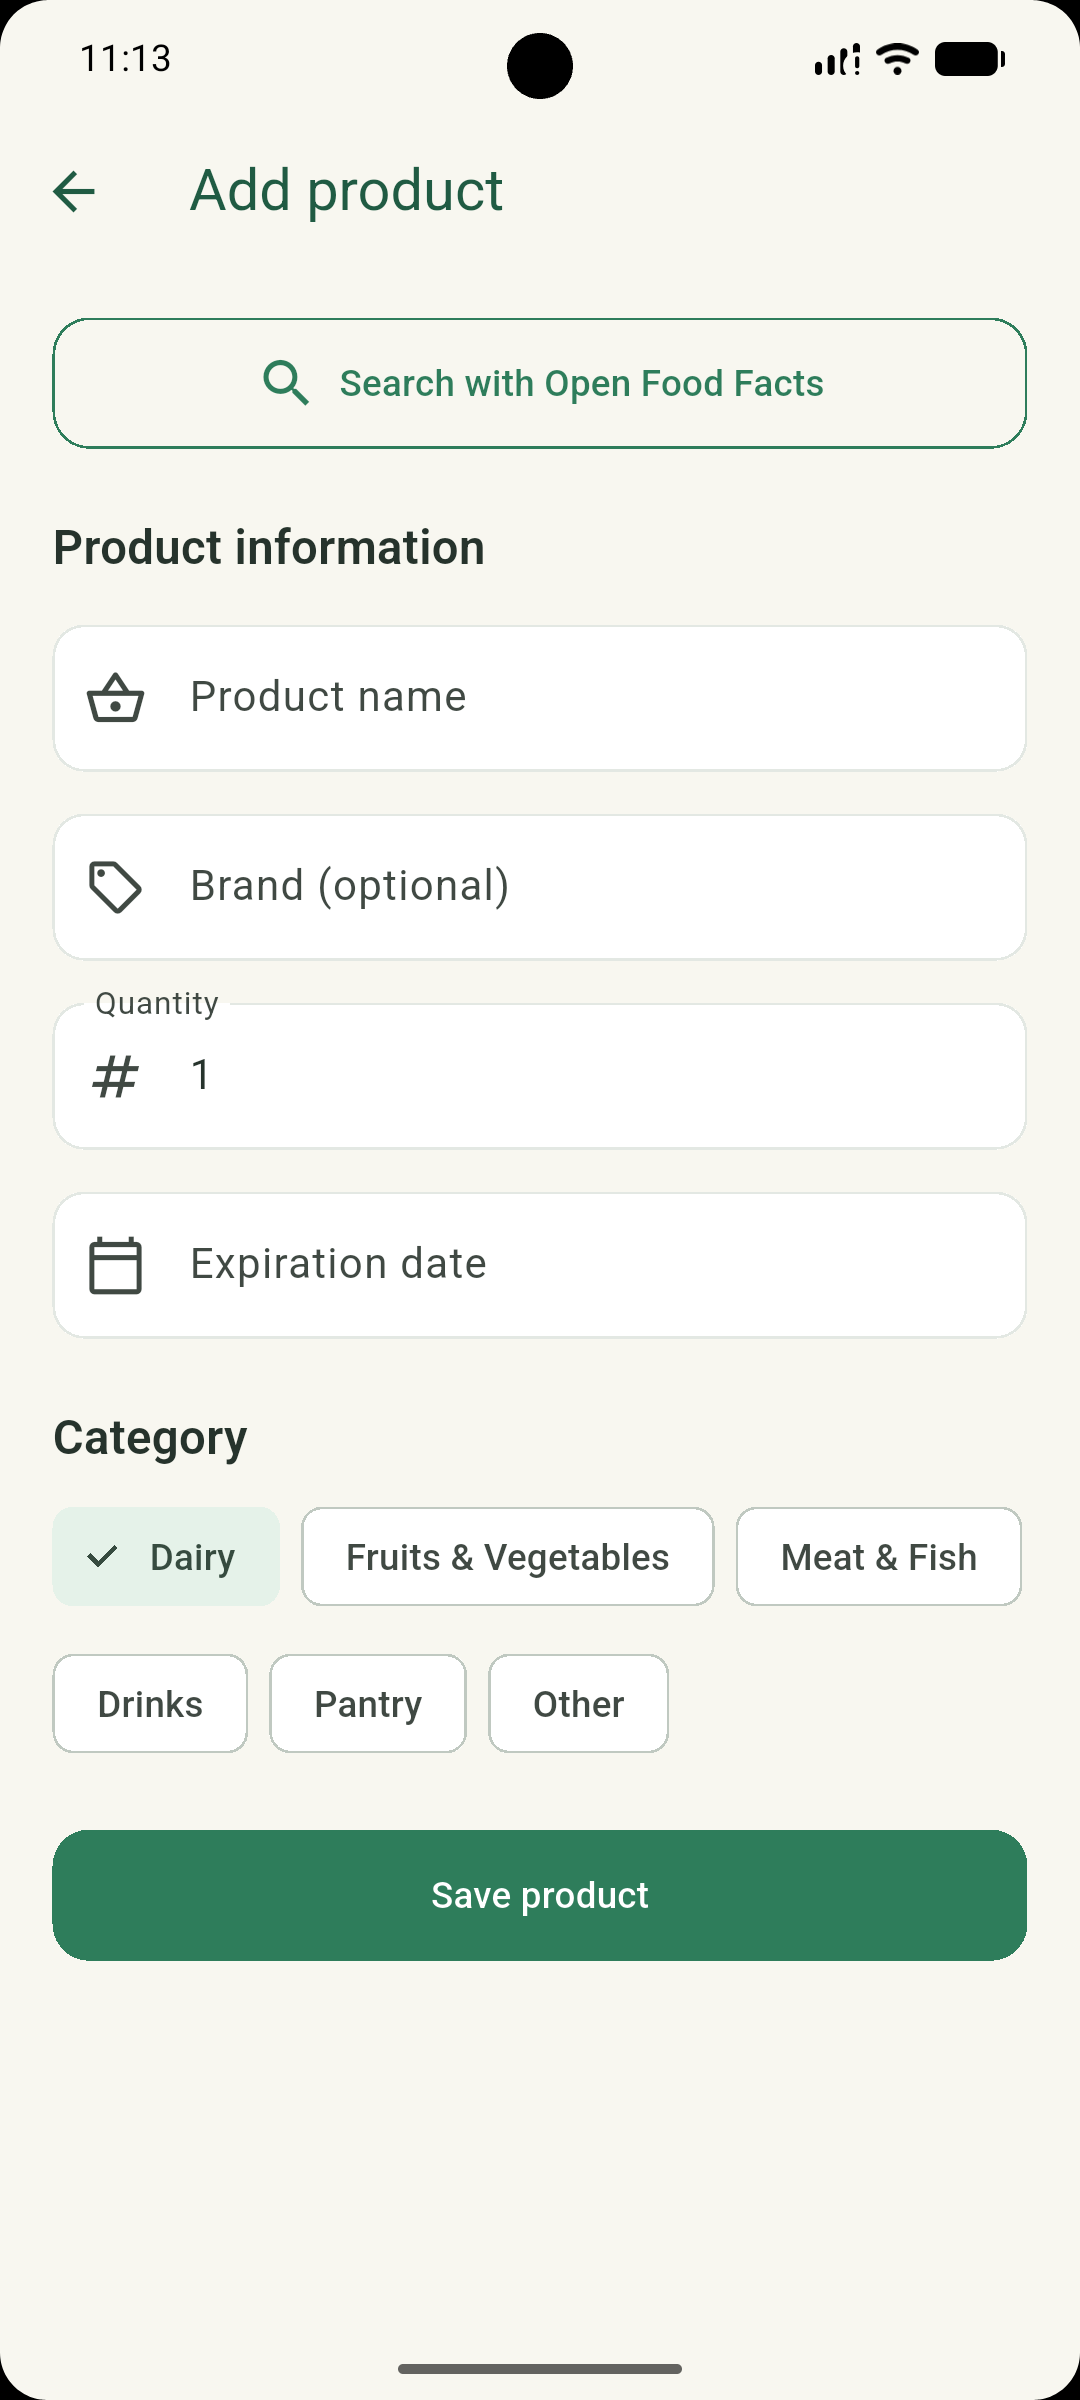 11:13
Add product
Search with Open Food Facts
Product information
Product name
Brand (optional)
Quantity
1
Expiration date
Category
Dairy
Fruits & Vegetables
Meat & Fish
Drinks
Pantry
Other
Save product